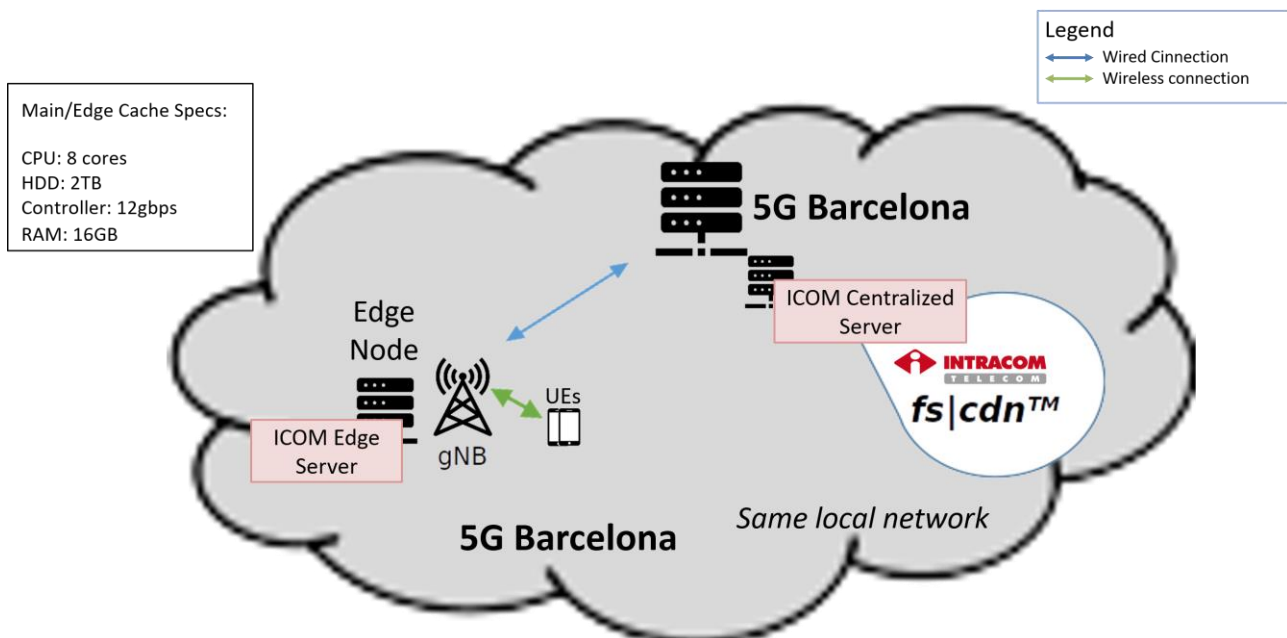 Legend
Wired Cinnection
Wireless connection
Main/Edge Cache Specs:
CPU: 8 cores
HDD: 2TB
Controller: 12gbps
RAM: 16GB
5G Barcelona
ICOM Centralized
Server
INTRACOM
TELECOM
fs|cdn™
Edge
Node
UEs
ICOM Edge
Server
gNB
Same local network
5G Barcelona